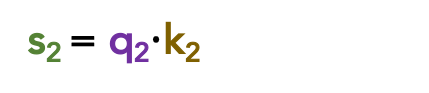 s₂ = q₂·k₂